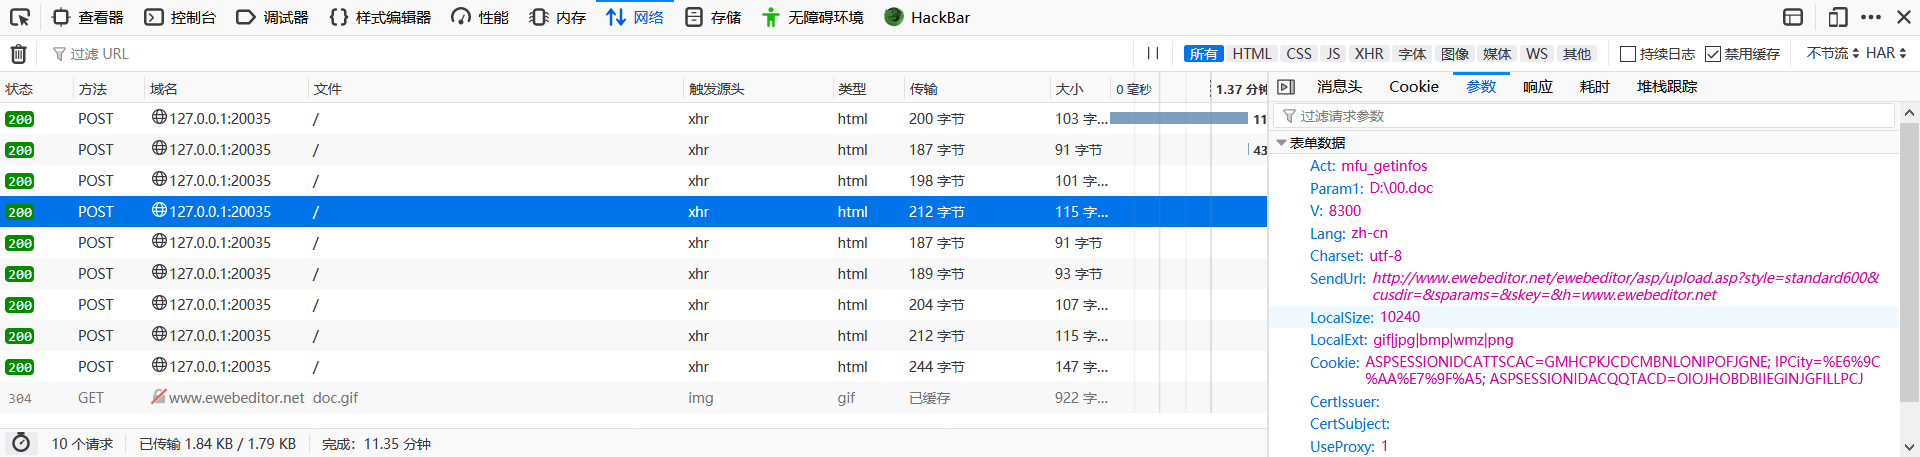 查看器 控制台 调试器 样式编辑器 性能 内存 网络 存储 无障碍环境 HackBar
过滤 URL
所有 HTML CSS JS XHR 字体 图像 媒体 WS 其他 持续日志 禁用缓存 不节流 HAR
状态 方法 域名 文件 触发源头 类型 传输 大小 0 毫秒 1.37 分钟
200 POST 127.0.0.1:20035 / xhr html 200 字节 103 字... 11
200 POST 127.0.0.1:20035 / xhr html 187 字节 91 字节 43
200 POST 127.0.0.1:20035 / xhr html 198 字节 101 字...
200 POST 127.0.0.1:20035 / xhr html 212 字节 115 字...
200 POST 127.0.0.1:20035 / xhr html 187 字节 91 字节
200 POST 127.0.0.1:20035 / xhr html 189 字节 93 字节
200 POST 127.0.0.1:20035 / xhr html 204 字节 107 字...
200 POST 127.0.0.1:20035 / xhr html 212 字节 115 字...
200 POST 127.0.0.1:20035 / xhr html 244 字节 147 字...
304 GET www.ewebeditor.net doc.gif img gif 已缓存 922 字...
10 个请求 已传输 1.84 KB / 1.79 KB 完成：11.35 分钟
消息头 Cookie 参数 响应 耗时 堆栈跟踪
过滤请求参数
表单数据
Act: mfu_getinfos
Param1: D:\00.doc
V: 8300
Lang: zh-cn
Charset: utf-8
SendUrl: http://www.ewebeditor.net/ewebeditor/asp/upload.asp?style=standard600&
cusdir=&sparams=&skey=&h=www.ewebeditor.net
LocalSize: 10240
LocalExt: gif|jpg|bmp|wmz|png
Cookie: ASPSESSIONIDCATTSCAC=GMHCPKJCDCMBNLONIPOFJGNE; IPCity=%E6%9C
%AA%E7%9F%A5; ASPSESSIONIDACQQTACD=OIOJHOBDBIIEGINJGFILLPCJ
CertIssuer:
CertSubject:
UseProxy: 1